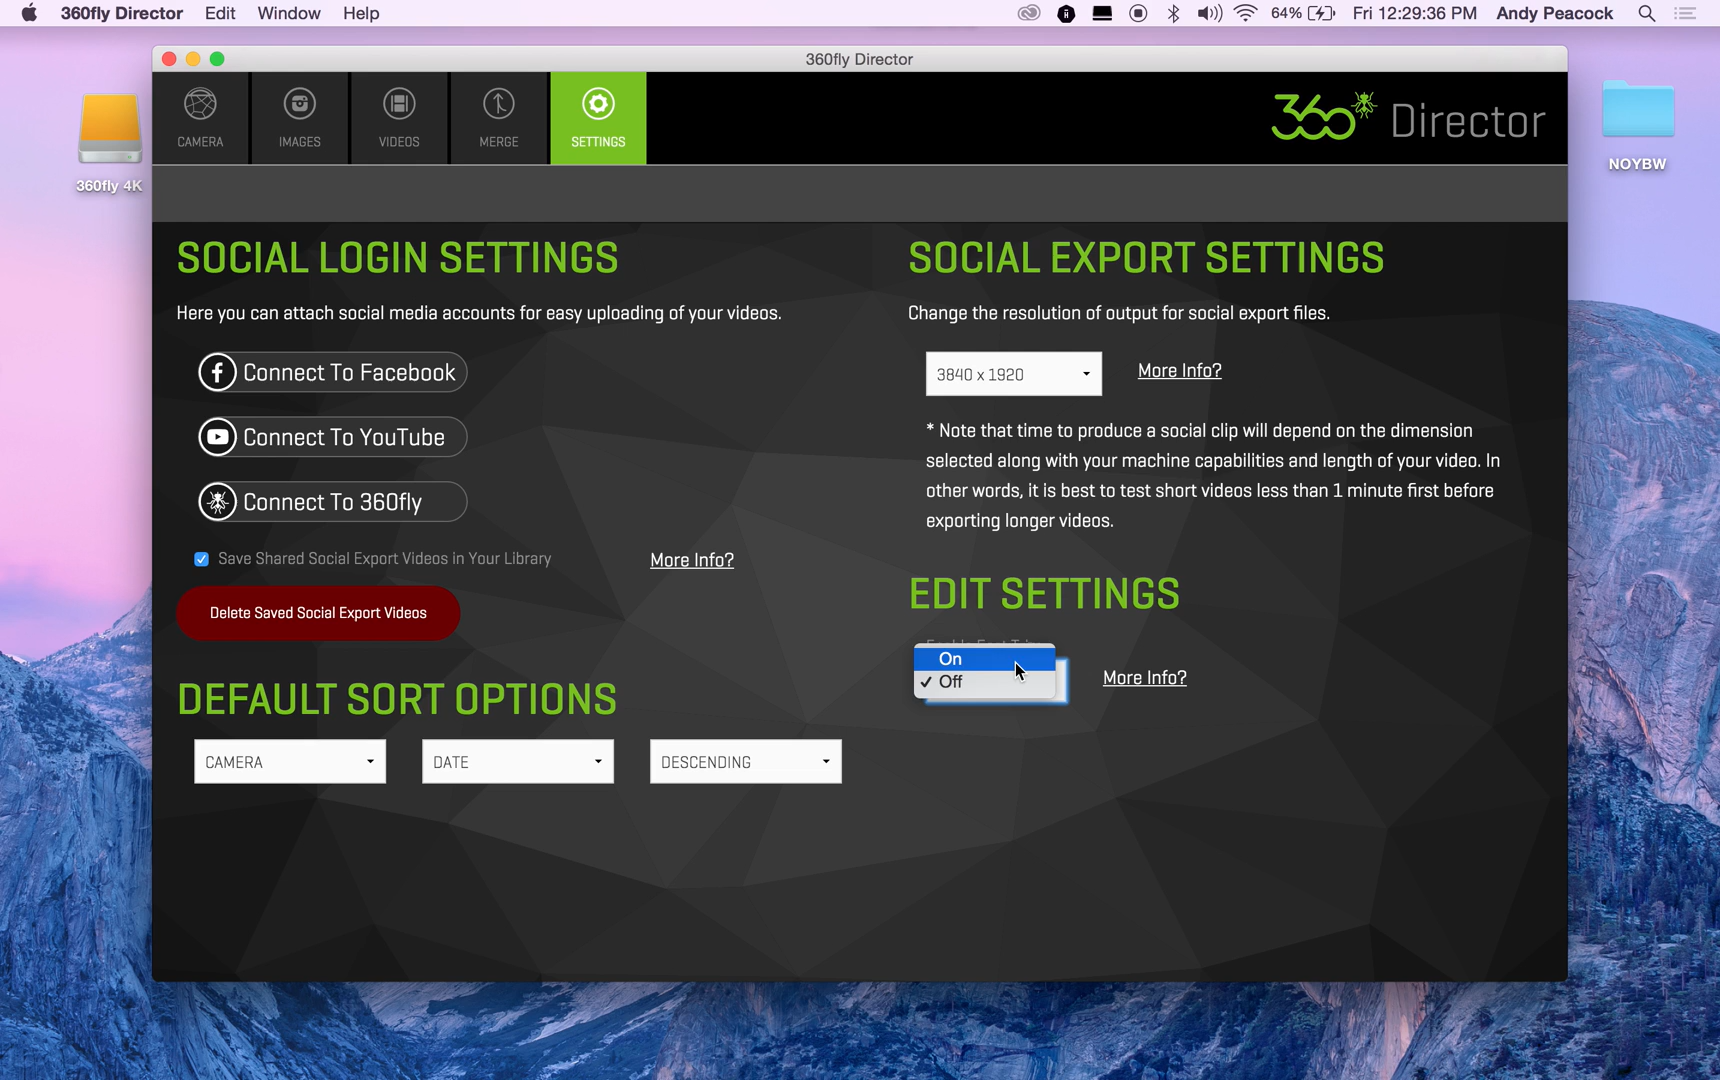 360fly Director Edit Window Help
64% Fri 12:29:36 PM Andy Peacock
360fly Director
CAMERA
IMAGES
VIDEOS
MERGE
SETTINGS
360 Director
360fly 4K
NOYBW
SOCIAL LOGIN SETTINGS
Here you can attach social media accounts for easy uploading of your videos.
Connect To Facebook
Connect To YouTube
Connect To 360fly
Save Shared Social Export Videos in Your Library
More Info?
Delete Saved Social Export Videos
DEFAULT SORT OPTIONS
CAMERA
DATE
DESCENDING
SOCIAL EXPORT SETTINGS
Change the resolution of output for social export files.
3840 x 1920
More Info?
* Note that time to produce a social clip will depend on the dimension
selected along with your machine capabilities and length of your video. In
other words, it is best to test short videos less than 1 minute first before
exporting longer videos.
EDIT SETTINGS
On
✓ Off
More Info?